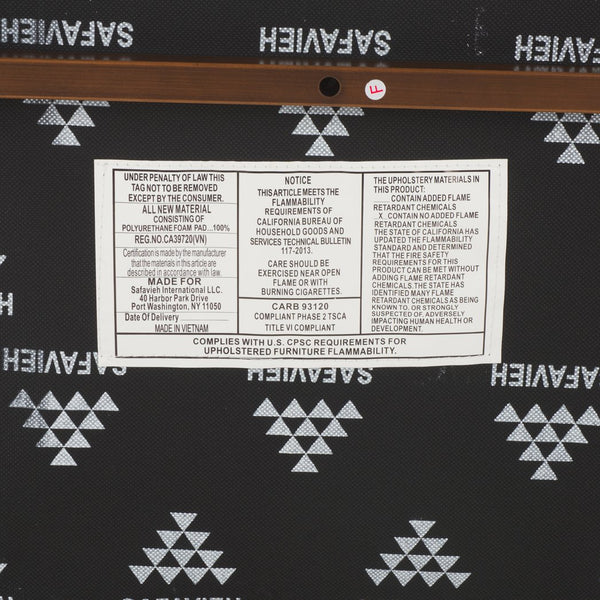 SAFAVIEH
SAFAVIEH
SAFAVIEH
F
UNDER PENALTY OF LAW THIS
TAG NOT TO BE REMOVED
EXCEPT BY THE CONSUMER.
ALL NEW MATERIAL
CONSISTING OF
POLYURETHANE FOAM PAD...100%
REG.NO.CA39720(VN)
Certification is made by the manufacturer
that the materials in this article are
described in accordance with law.
MADE FOR
Safavieh International LLC.
40 Harbor Park Drive
Port Washington, NY 11050
Date Of Delivery
MADE IN VIETNAM
NOTICE
THIS ARTICLE MEETS THE
FLAMMABILITY
REQUIREMENTS OF
CALIFORNIA BUREAU OF
HOUSEHOLD GOODS AND
SERVICES TECHNICAL BULLETIN
117-2013.
CARE SHOULD BE
EXERCISED NEAR OPEN
FLAME OR WITH
BURNING CIGARETTES.
CARB 93120
COMPLIANT PHASE 2 TSCA
TITLE VI COMPLIANT
THE UPHOLSTERY MATERIALS IN
THIS PRODUCT:
____ CONTAIN ADDED FLAME
RETARDANT CHEMICALS
_X_ CONTAIN NO ADDED FLAME
RETARDANT CHEMICALS
THE STATE OF CALIFORNIA HAS
UPDATED THE FLAMMABILITY
STANDARD AND DETERMINED
THAT THE FIRE SAFETY
REQUIREMENTS FOR THIS
PRODUCT CAN BE MET WITHOUT
ADDING FLAME RETARDANT
CHEMICALS.THE STATE HAS
IDENTIFIED MANY FLAME
RETARDANT CHEMICALS AS BEING
KNOWN TO. OR STRONGLY
SUSPECTED OF, ADVERSELY
IMPACTING HUMAN HEALTH OR
DEVELOPMENT.
COMPLIES WITH U.S. CPSC REQUIREMENTS FOR
UPHOLSTERED FURNITURE FLAMMABILITY.
SAFAVIEH
SAFAVIEH
SAFAVIEH